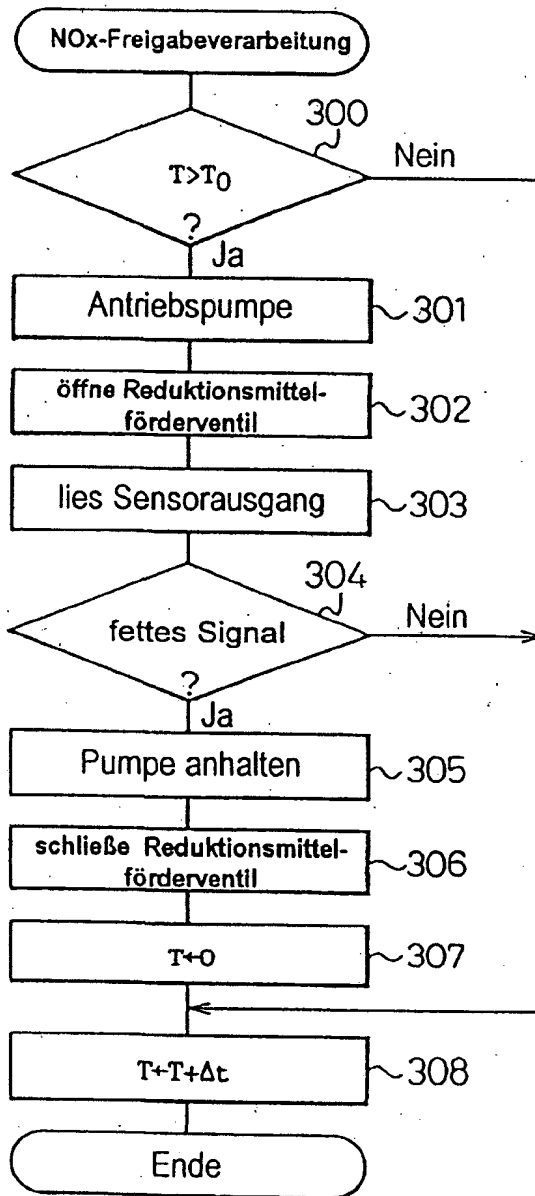 NOx-Freigabeverarbeitung
300
T>T0
Nein
?
Ja
Antriebspumpe
301
öffne Reduktionsmittel-
förderventil
302
lies Sensorausgang
303
304
fettes Signal
Nein
?
Ja
Pumpe anhalten
305
schließe Reduktionsmittel-
förderventil
306
T←0
307
T←T+Δt
308
Ende